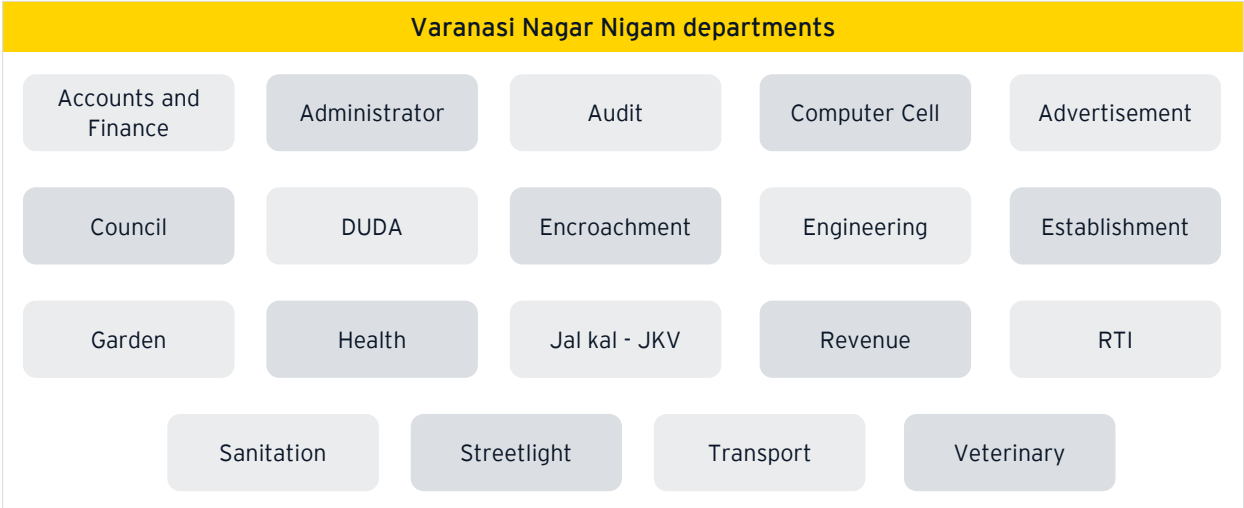 Varanasi Nagar Nigam departments
Accounts and
Finance
Administrator
Audit
Computer Cell
Advertisement
Council
DUDA
Encroachment
Engineering
Establishment
Garden
Health
Jal kal - JKV
Revenue
RTI
Sanitation
Streetlight
Transport
Veterinary